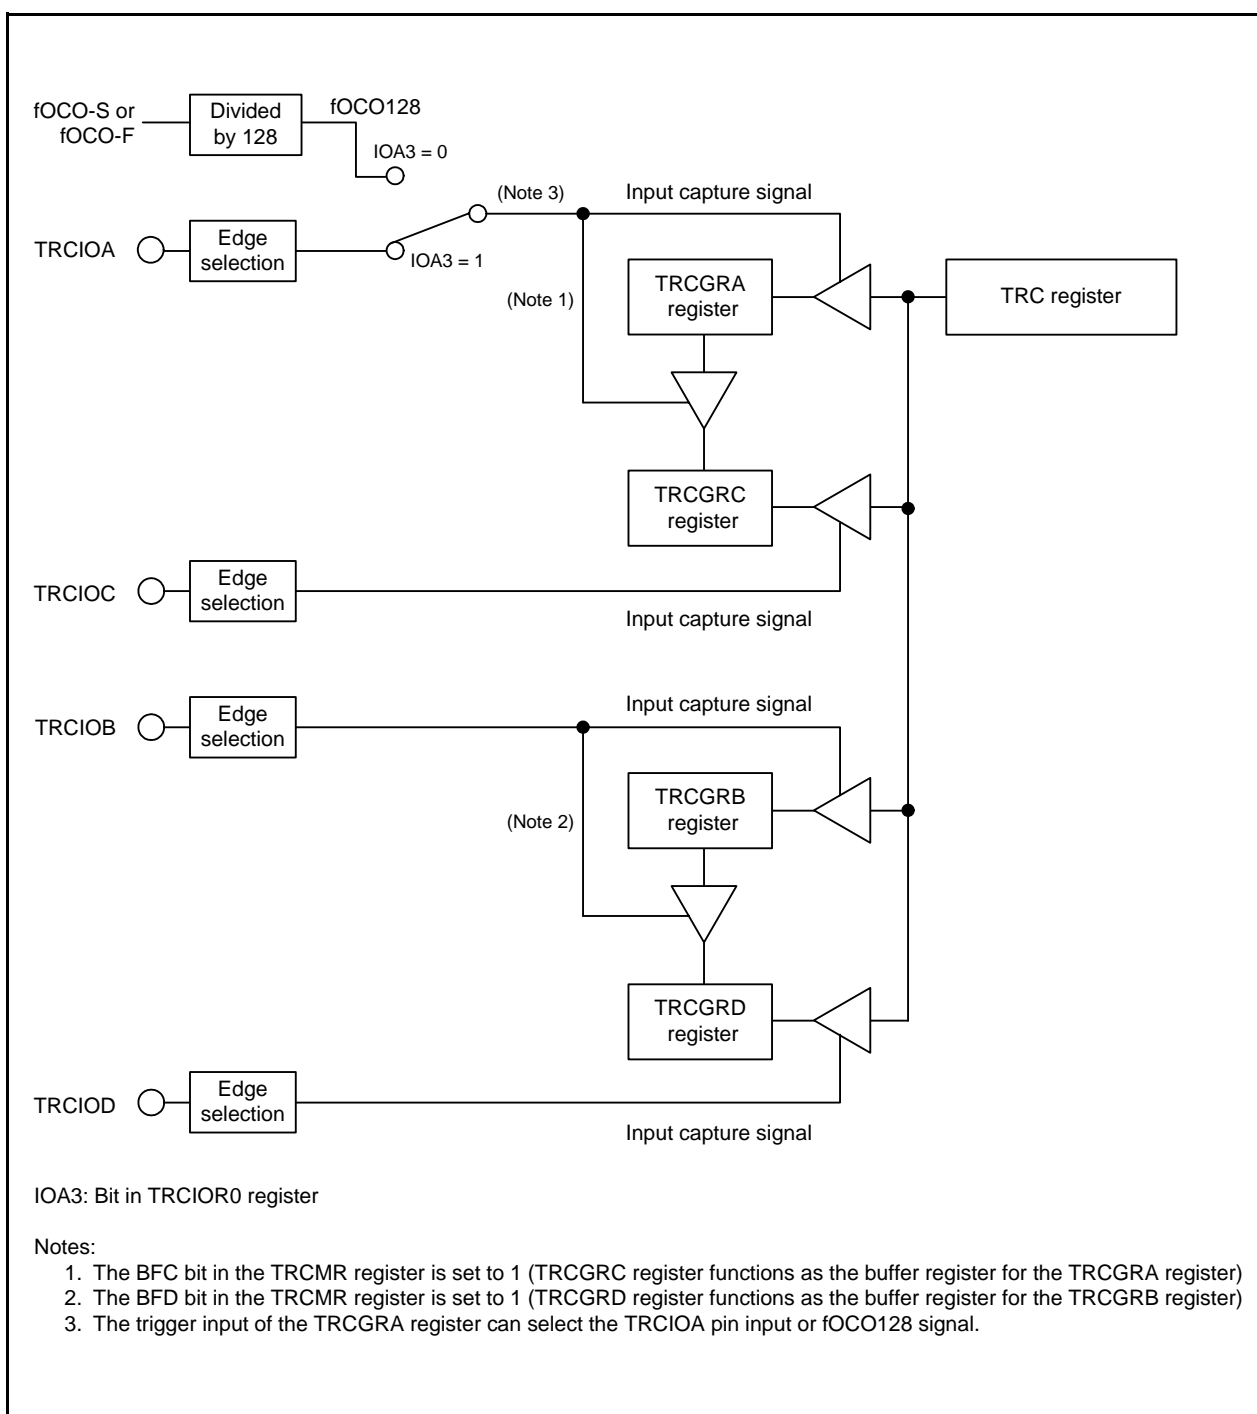 fOCO-S or
fOCO-F
Divided
by 128
fOCO128
IOA3 = 0
(Note 3)
Input capture signal
TRCIOA
Edge
selection
IOA3 = 1
(Note 1)
TRCGRA
register
TRC register
TRCGRC
register
TRCIOC
Edge
selection
Input capture signal
TRCIOB
Edge
selection
Input capture signal
(Note 2)
TRCGRB
register
TRCGRD
register
TRCIOD
Edge
selection
Input capture signal
IOA3: Bit in TRCIOR0 register
Notes:
1. The BFC bit in the TRCMR register is set to 1 (TRCGRC register functions as the buffer register for the TRCGRA register)
2. The BFD bit in the TRCMR register is set to 1 (TRCGRD register functions as the buffer register for the TRCGRB register)
3. The trigger input of the TRCGRA register can select the TRCIOA pin input or fOCO128 signal.